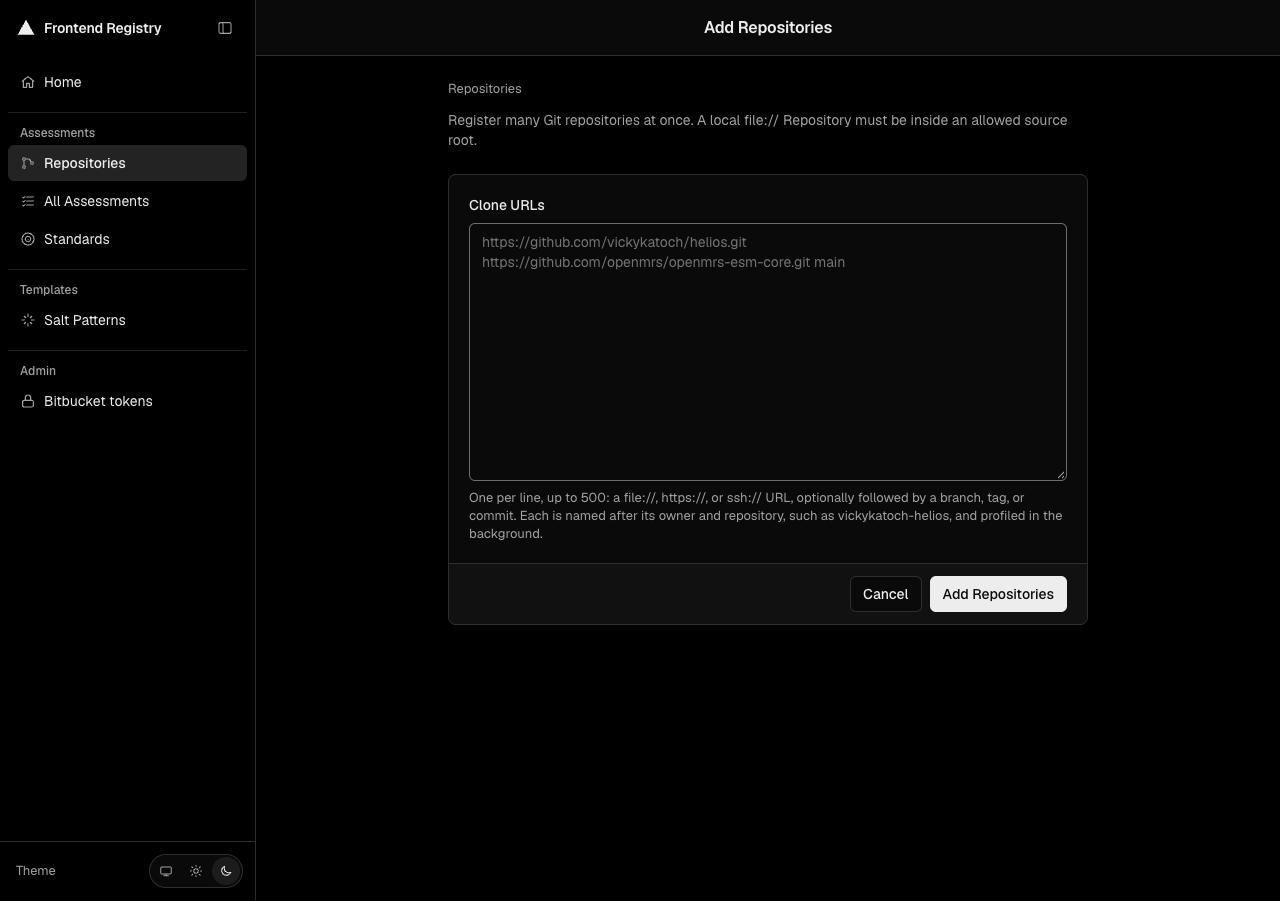 Frontend Registry
Home
Assessments
Repositories
All Assessments
Standards
Templates
Salt Patterns
Admin
Bitbucket tokens
Theme
Add Repositories
Repositories
Register many Git repositories at once. A local file:// Repository must be inside an allowed source
root.
Clone URLs
https://github.com/vickykatoch/helios.git
https://github.com/openmrs/openmrs-esm-core.git main
One per line, up to 500: a file://, https://, or ssh:// URL, optionally followed by a branch, tag, or
commit. Each is named after its owner and repository, such as vickykatoch-helios, and profiled in the
background.
Cancel
Add Repositories